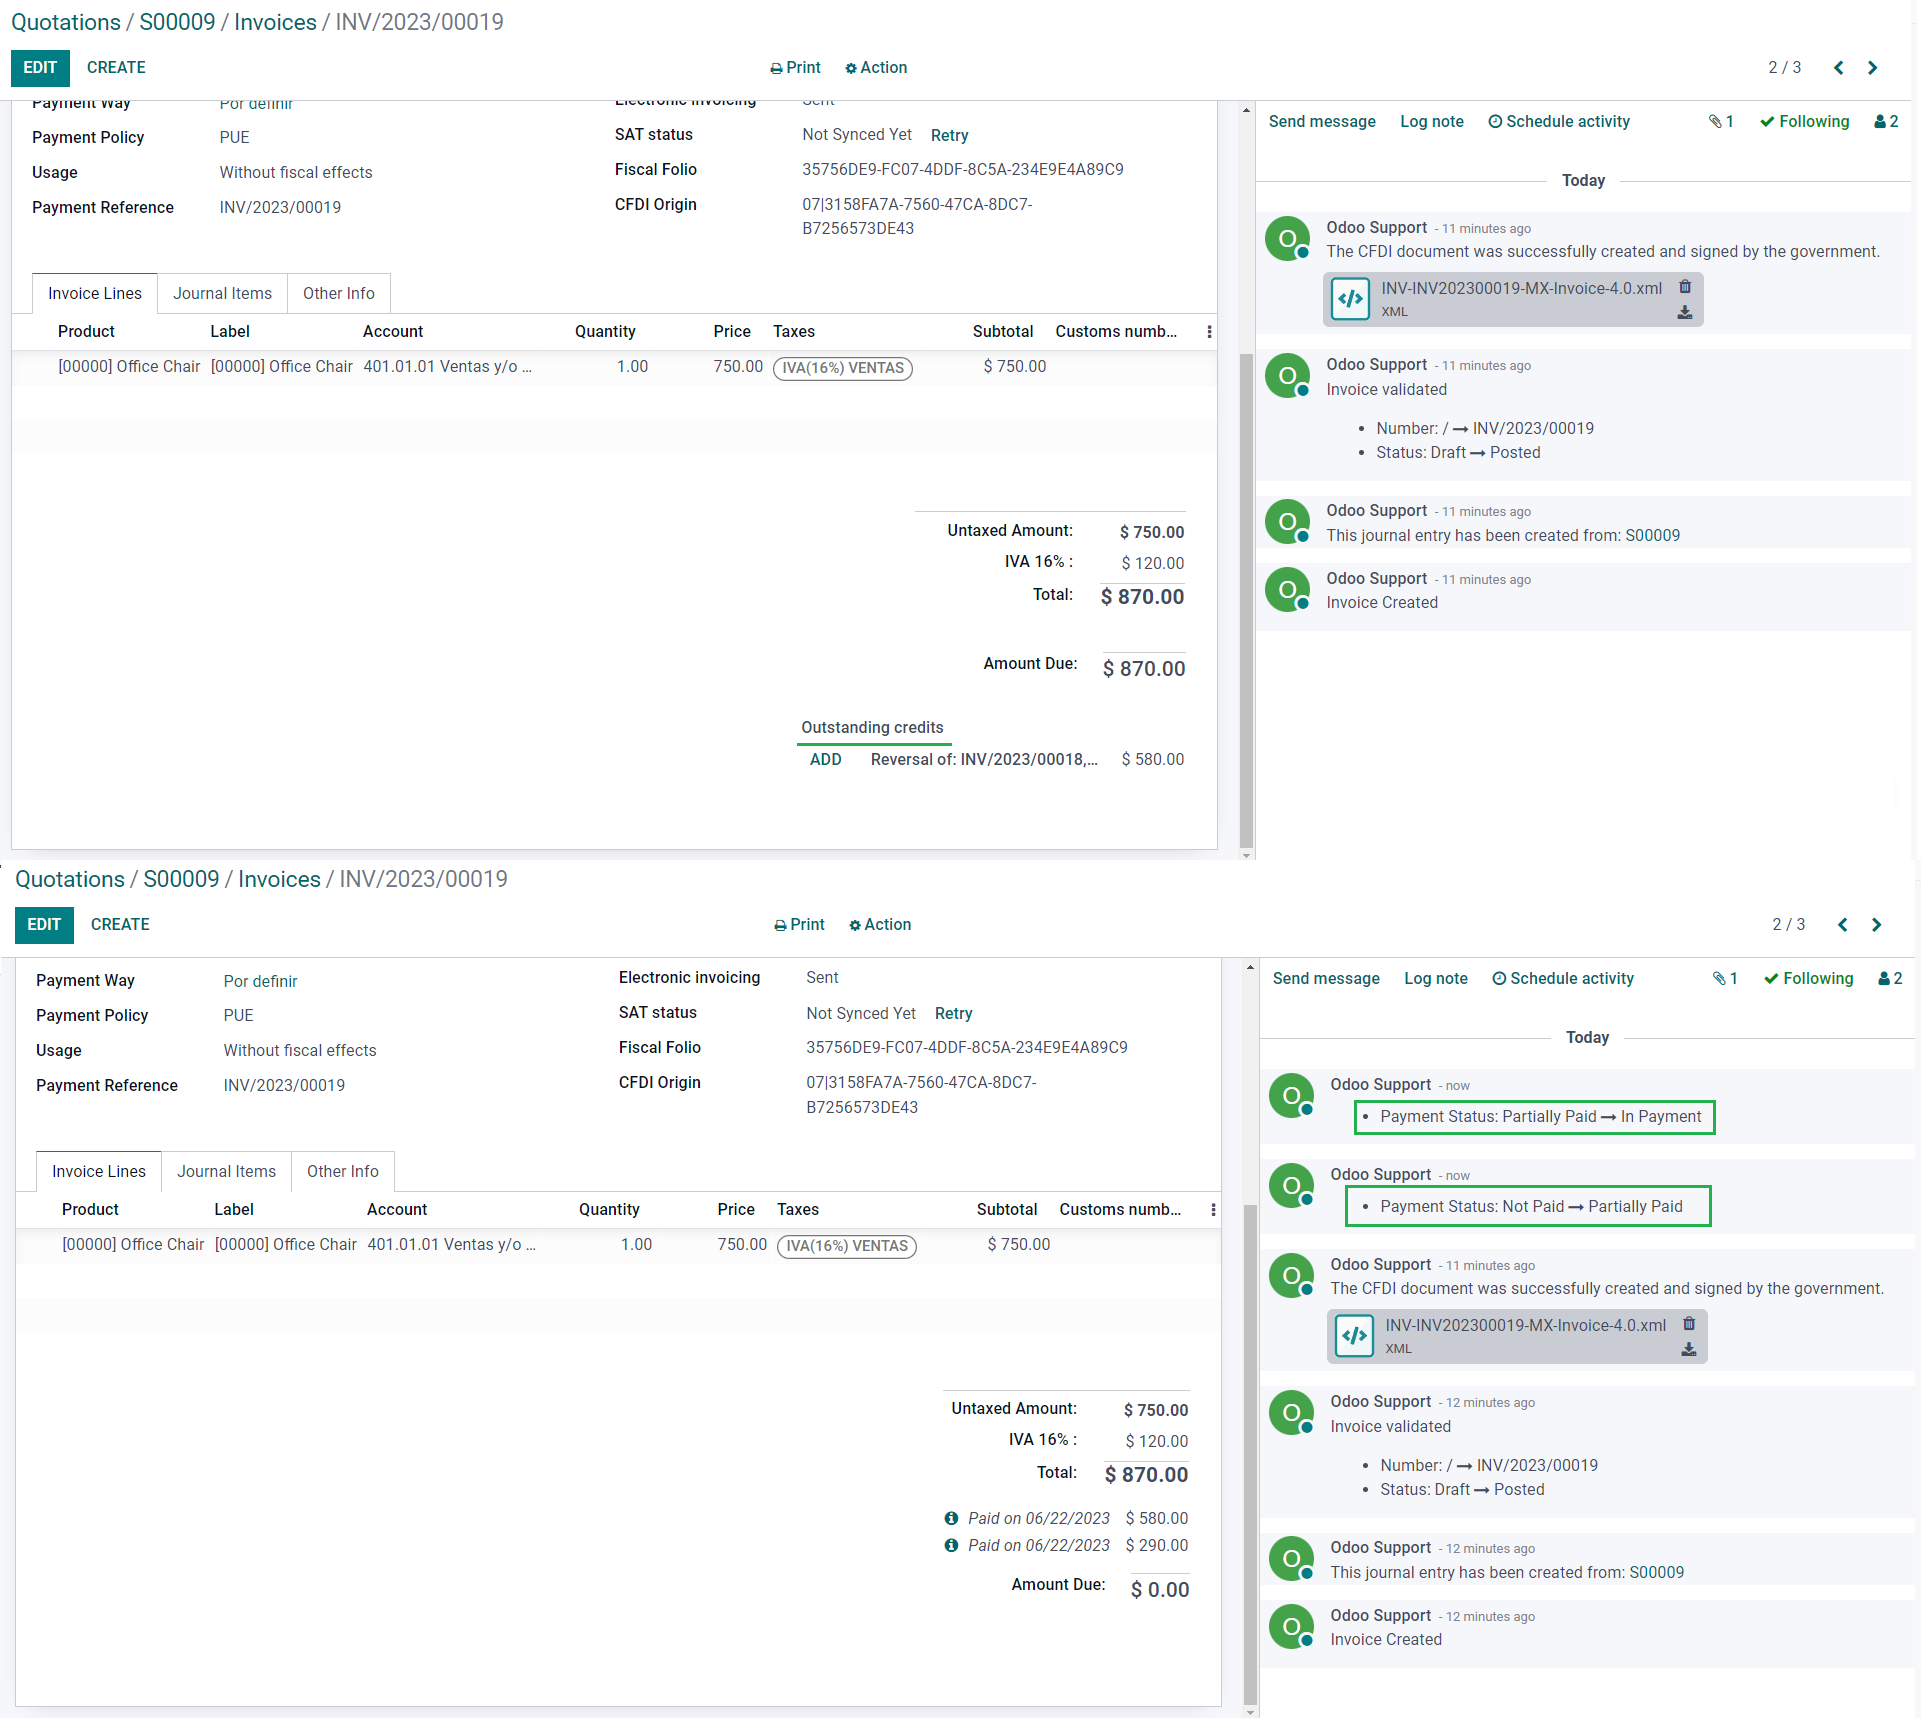 Quotations / S00009 / Invoices / INV/2023/00019
EDIT CREATE Print Action 2 / 3
Payment Way Por definir Electronic invoicing Sent
Payment Policy PUE SAT status Not Synced Yet Retry
Usage Without fiscal effects Fiscal Folio 35756DE9-FC07-4DDF-8C5A-234E9E4A89C9
Payment Reference INV/2023/00019 CFDI Origin 07|3158FA7A-7560-47CA-8DC7-
B7256573DE43
Invoice Lines Journal Items Other Info
Product Label Account Quantity Price Taxes Subtotal Customs numb...
[00000] Office Chair [00000] Office Chair 401.01.01 Ventas y/o ... 1.00 750.00 IVA(16%) VENTAS $ 750.00
Untaxed Amount: $ 750.00
IVA 16% : $ 120.00
Total: $ 870.00
Amount Due: $ 870.00
Outstanding credits
ADD Reversal of: INV/2023/00018,... $ 580.00
Send message Log note Schedule activity 1 Following 2
Today
O Odoo Support - 11 minutes ago
The CFDI document was successfully created and signed by the government.
INV-INV202300019-MX-Invoice-4.0.xml
XML
O Odoo Support - 11 minutes ago
Invoice validated
• Number: / → INV/2023/00019
• Status: Draft → Posted
O Odoo Support - 11 minutes ago
This journal entry has been created from: S00009
O Odoo Support - 11 minutes ago
Invoice Created
Quotations / S00009 / Invoices / INV/2023/00019
EDIT CREATE Print Action 2 / 3
Payment Way Por definir Electronic invoicing Sent
Payment Policy PUE SAT status Not Synced Yet Retry
Usage Without fiscal effects Fiscal Folio 35756DE9-FC07-4DDF-8C5A-234E9E4A89C9
Payment Reference INV/2023/00019 CFDI Origin 07|3158FA7A-7560-47CA-8DC7-
B7256573DE43
Invoice Lines Journal Items Other Info
Product Label Account Quantity Price Taxes Subtotal Customs numb...
[00000] Office Chair [00000] Office Chair 401.01.01 Ventas y/o ... 1.00 750.00 IVA(16%) VENTAS $ 750.00
Untaxed Amount: $ 750.00
IVA 16% : $ 120.00
Total: $ 870.00
Paid on 06/22/2023 $ 580.00
Paid on 06/22/2023 $ 290.00
Amount Due: $ 0.00
Send message Log note Schedule activity 1 Following 2
Today
O Odoo Support - now
• Payment Status: Partially Paid → In Payment
O Odoo Support - now
• Payment Status: Not Paid → Partially Paid
O Odoo Support - 11 minutes ago
The CFDI document was successfully created and signed by the government.
INV-INV202300019-MX-Invoice-4.0.xml
XML
O Odoo Support - 12 minutes ago
Invoice validated
• Number: / → INV/2023/00019
• Status: Draft → Posted
O Odoo Support - 12 minutes ago
This journal entry has been created from: S00009
O Odoo Support - 12 minutes ago
Invoice Created